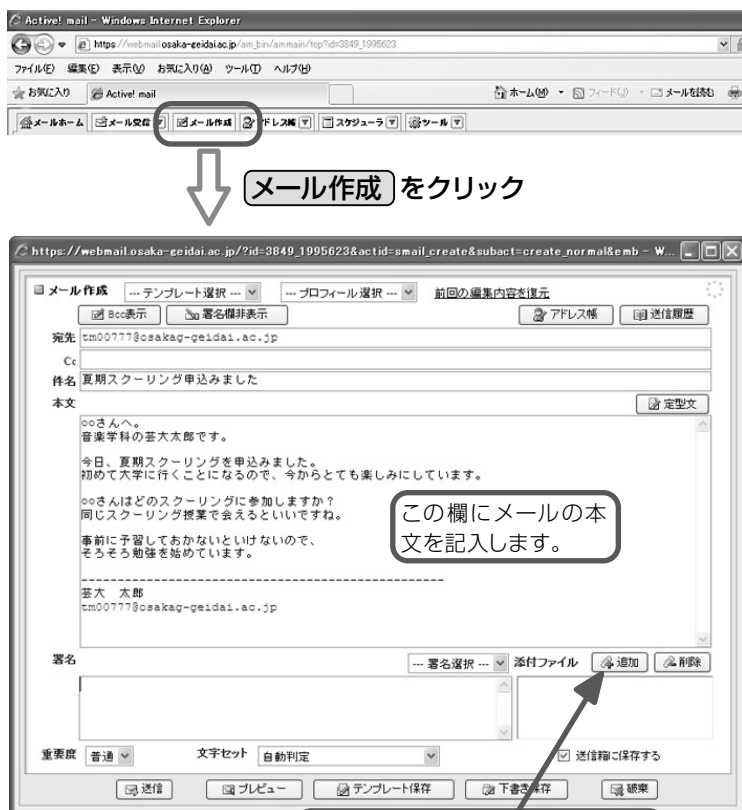 Active! mail - Windows Internet Explorer
https://webmail.osaka-geidai.ac.jp/am_bin/ammain/top?id=3849_1995623
ファイル(F) 編集(E) 表示(V) お気に入り(A) ツール(T) ヘルプ(H)
お気に入り Active! mail ホーム(M) フィード(J) メールを読む
メールホーム メール受信 メール作成 アドレス帳 スケジューラ ツール
メール作成 をクリック
https://webmail.osaka-geidai.ac.jp/?id=3849_1995623&actid=smail_create&subact=create_normal&emb - W...
メール作成 --- テンプレート選択 --- --- プロフィール選択 --- 前回の編集内容を復元
Bcc表示 署名欄非表示 アドレス帳 送信履歴
宛先 tm00777@osakag-geidai.ac.jp
Cc
件名 夏期スクーリング申込みました
本文 定型文
○○さんへ。
音楽学科の芸大太郎です。
今日、夏期スクーリングを申込みました。
初めて大学に行くことになるので、今からとても楽しみにしています。
○○さんはどのスクーリングに参加しますか?
同じスクーリング授業で会えるといいですね。
事前に予習しておかないといけないので、
そろそろ勉強を始めています。
この欄にメールの本
文を記入します。
--------------------------------------------------
芸大 太郎
tm00777@osakag-geidai.ac.jp
署名 --- 署名選択 --- 添付ファイル 追加 削除
重要度 普通 文字セット 自動判定 送信箱に保存する
送信 プレビュー テンプレート保存 下書き保存 破棄